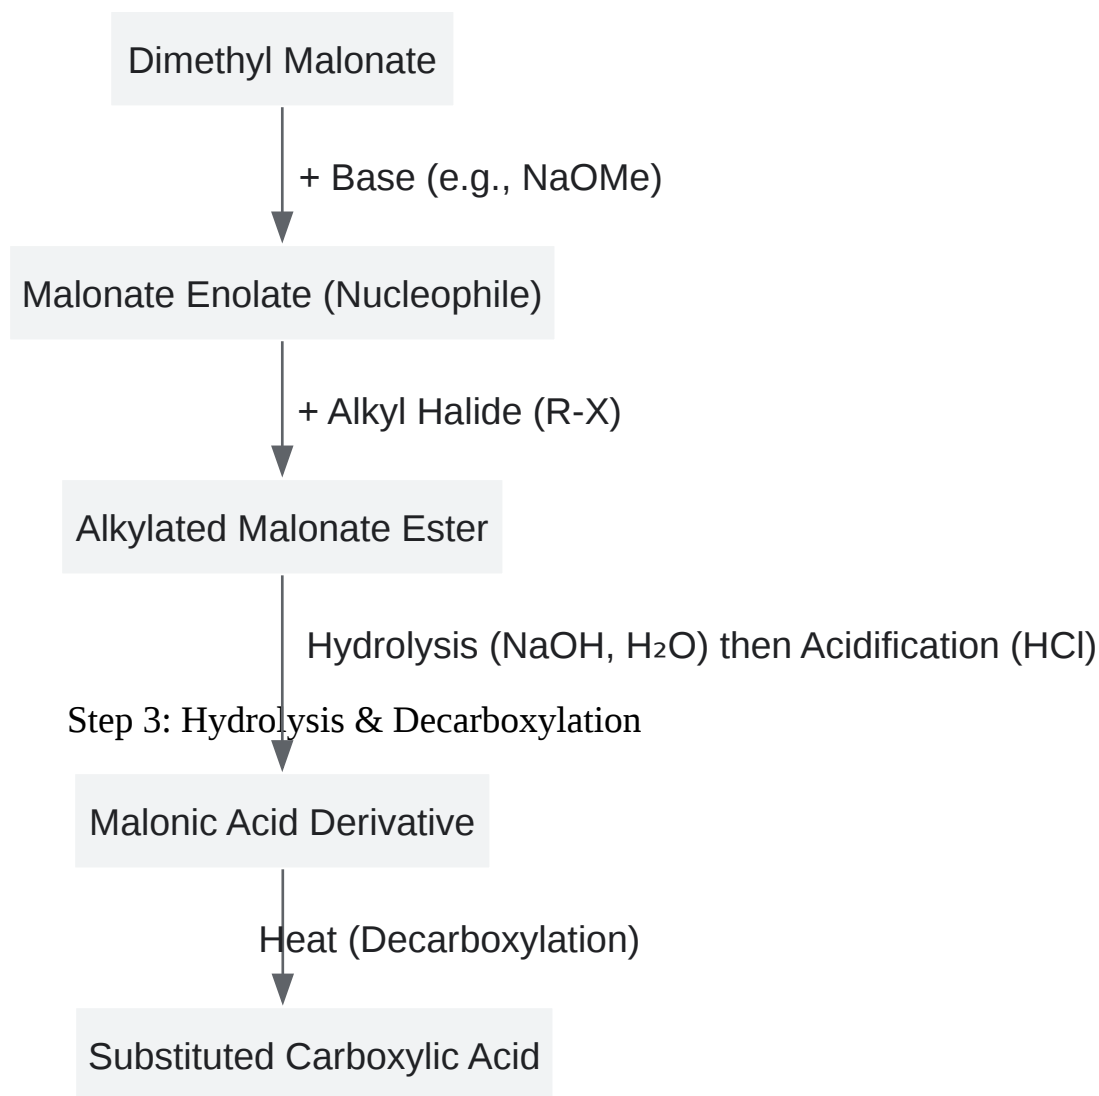 Dimethyl Malonate
+ Base (e.g., NaOMe)
Malonate Enolate (Nucleophile)
+ Alkyl Halide (R-X)
Alkylated Malonate Ester
Hydrolysis (NaOH, H₂O) then Acidification (HCl)
Step 3: Hydrolysis & Decarboxylation
Malonic Acid Derivative
Heat (Decarboxylation)
Substituted Carboxylic Acid